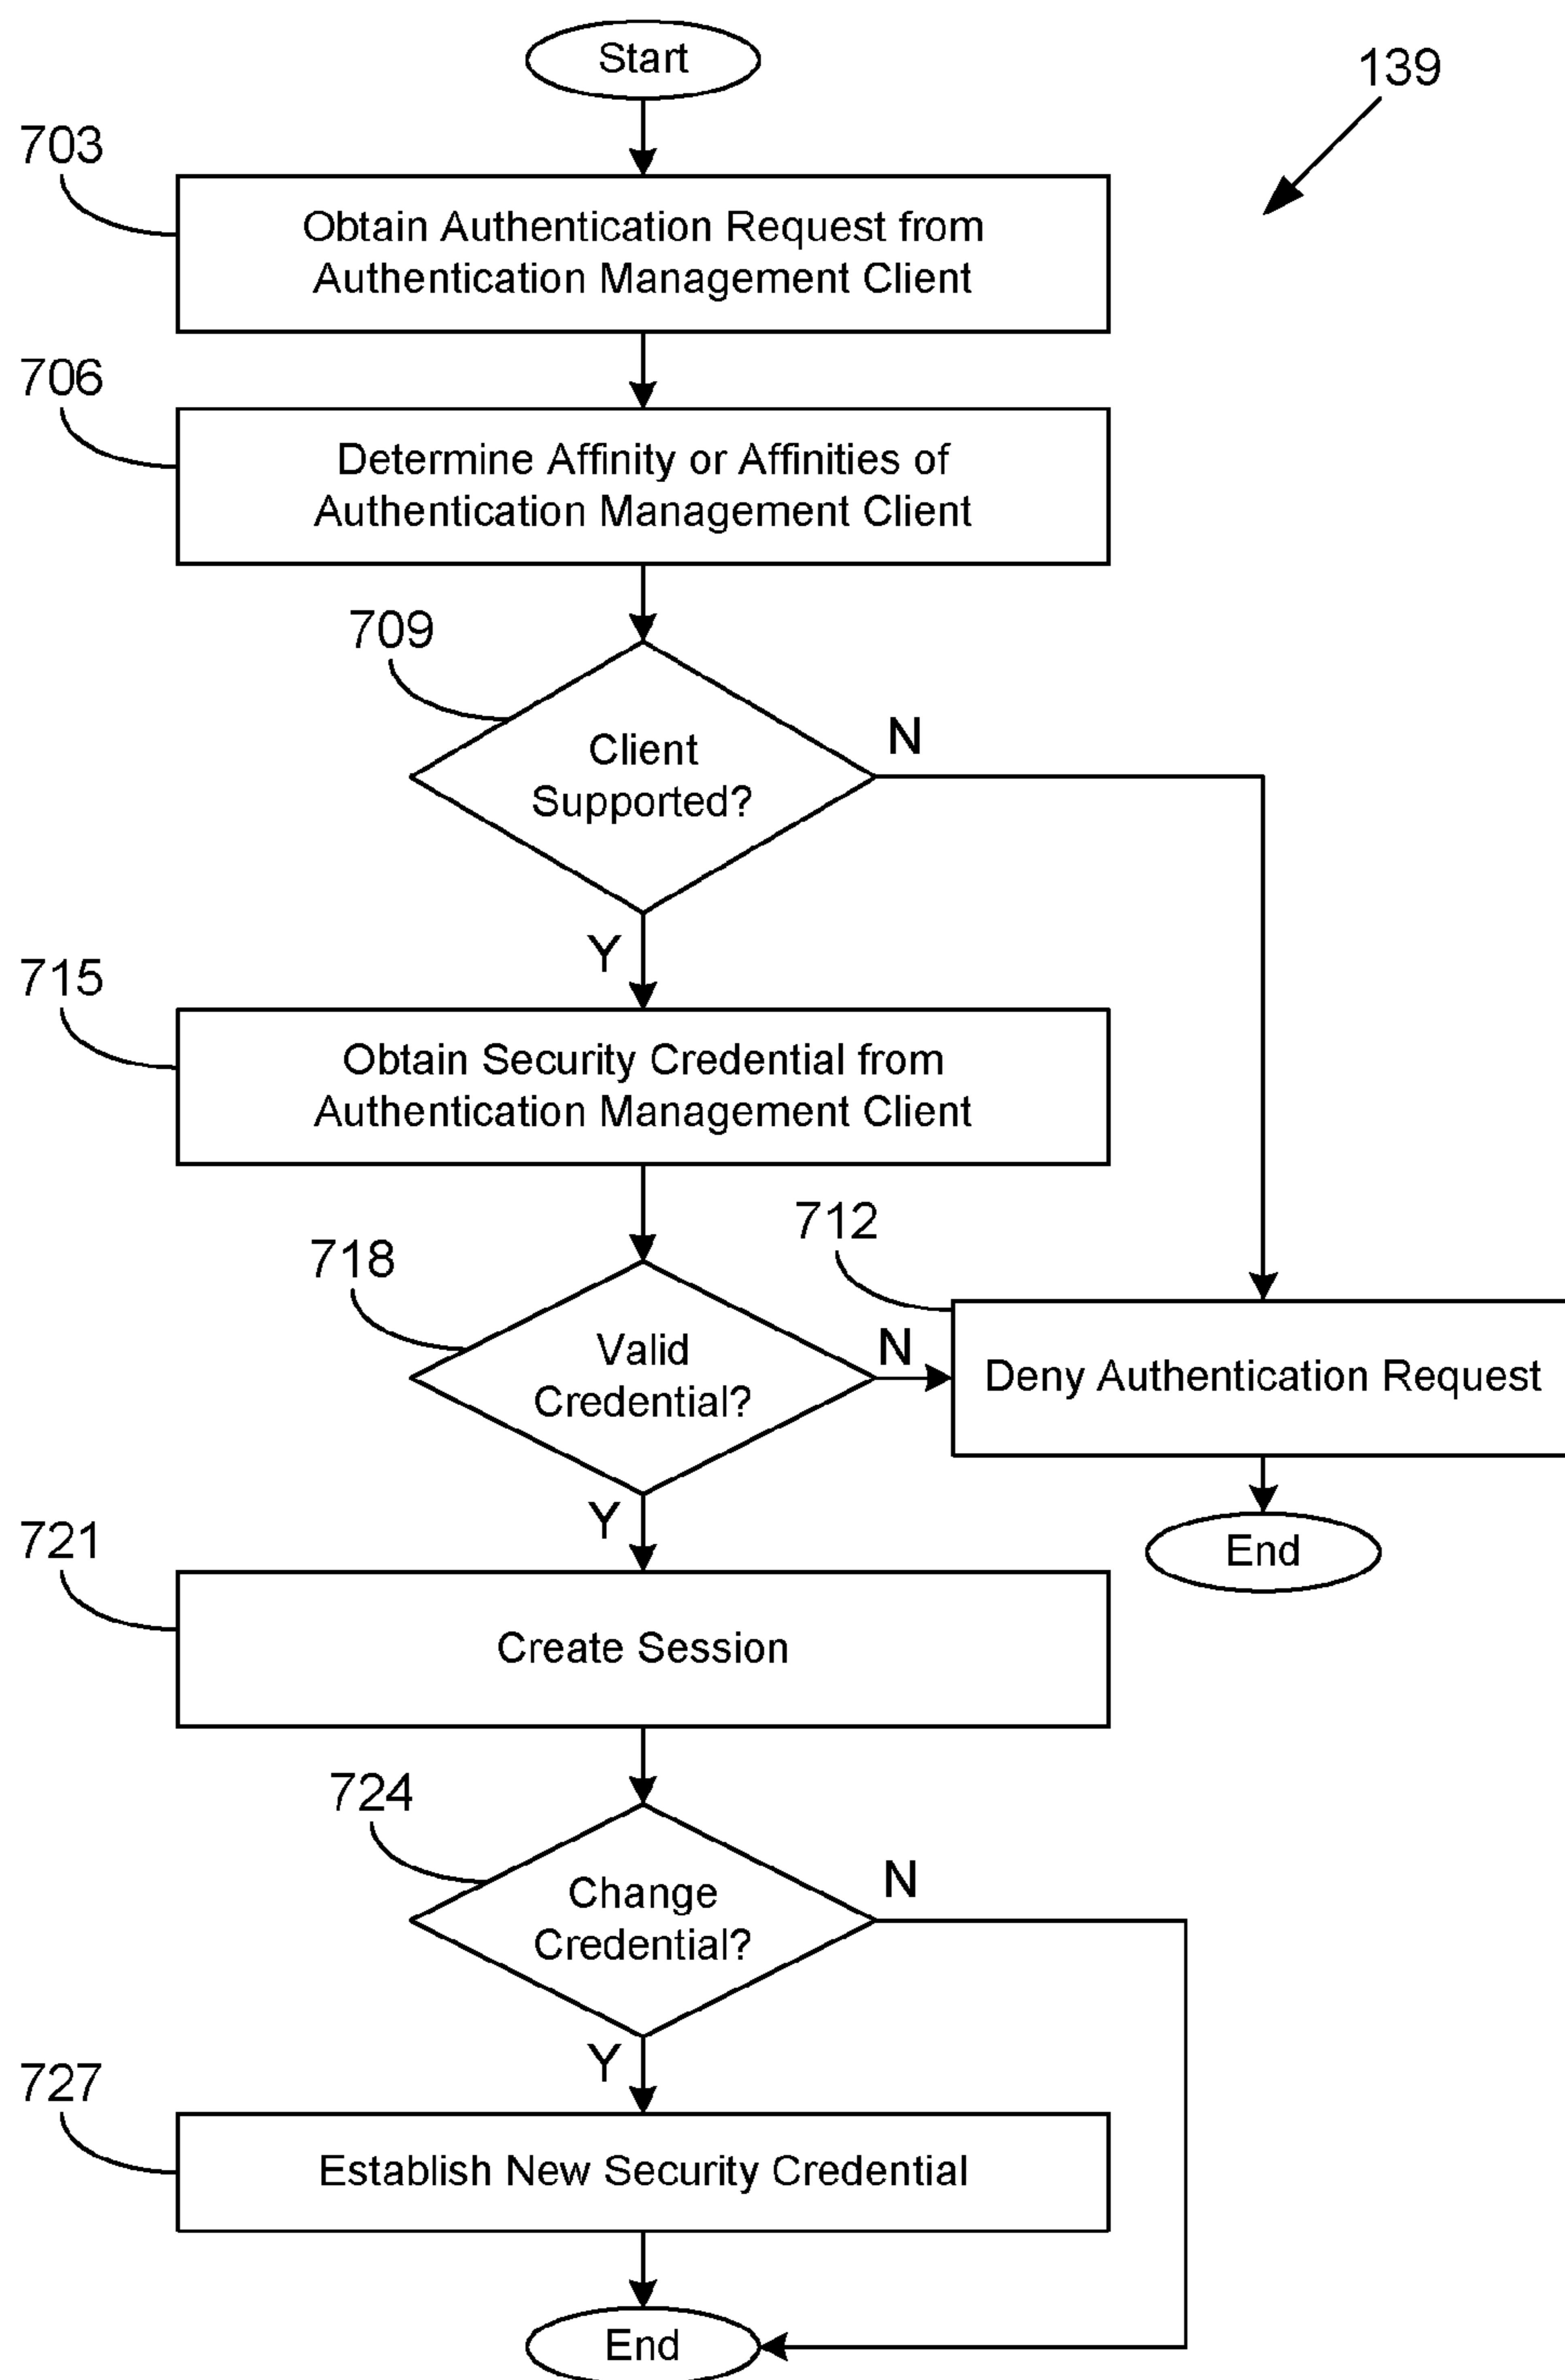 Start
139
703
Obtain Authentication Request from
Authentication Management Client
706
Determine Affinity or Affinities of
Authentication Management Client
709
Client
Supported?
N
Y
715
Obtain Security Credential from
Authentication Management Client
712
718
Valid
Credential?
N
Deny Authentication Request
Y
End
721
Create Session
724
Change
Credential?
N
Y
727
Establish New Security Credential
End